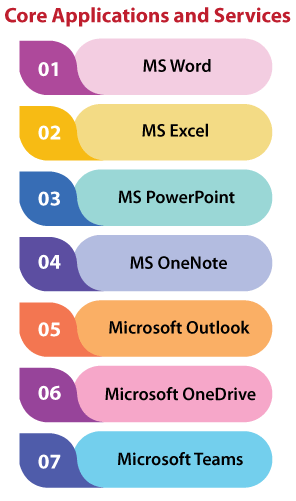 Core Applications and Services
01 MS Word
02 MS Excel
03 MS PowerPoint
04 MS OneNote
05 Microsoft Outlook
06 Microsoft OneDrive
07 Microsoft Teams